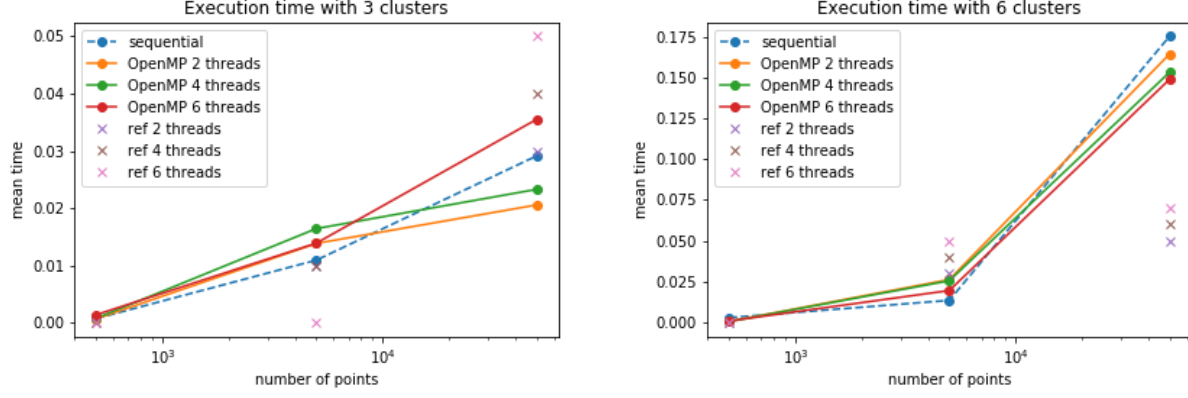 Execution time with 3 clusters
0.05
0.04
0.03
0.02
0.01
0.00
mean time
sequential
OpenMP 2 threads
OpenMP 4 threads
OpenMP 6 threads
ref 2 threads
ref 4 threads
ref 6 threads
10³
10⁴
number of points
Execution time with 6 clusters
0.175
0.150
0.125
0.100
0.075
0.050
0.025
0.000
mean time
sequential
OpenMP 2 threads
OpenMP 4 threads
OpenMP 6 threads
ref 2 threads
ref 4 threads
ref 6 threads
10³
10⁴
number of points